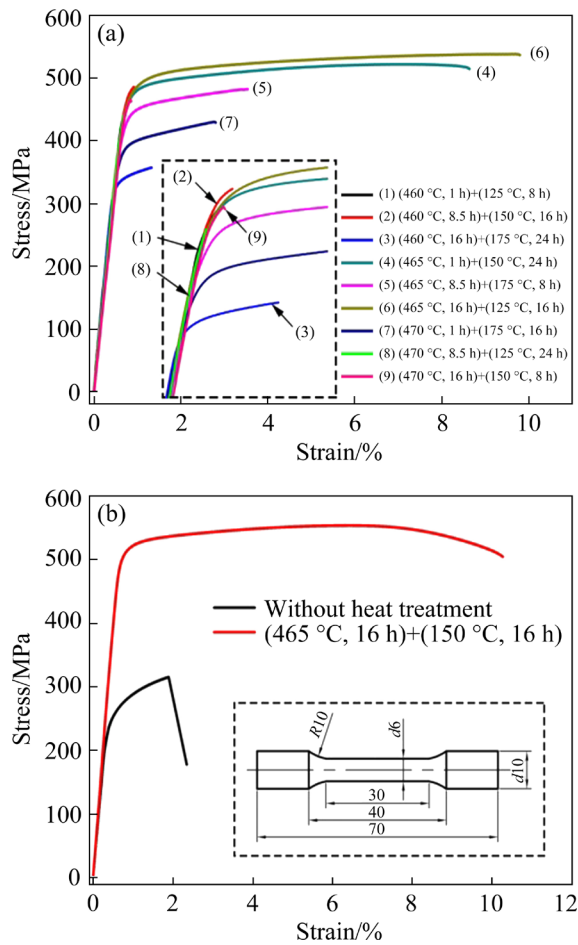 (a)
600
500
400
300
200
100
0
Stress/MPa
0 2 4 6 8 10
Strain/%
(6)
(4)
(5)
(7)
(2)
(1)
(9)
(8)
(3)
(1) (460 °C, 1 h)+(125 °C, 8 h)
(2) (460 °C, 8.5 h)+(150 °C, 16 h)
(3) (460 °C, 16 h)+(175 °C, 24 h)
(4) (465 °C, 1 h)+(150 °C, 24 h)
(5) (465 °C, 8.5 h)+(175 °C, 8 h)
(6) (465 °C, 16 h)+(125 °C, 16 h)
(7) (470 °C, 1 h)+(175 °C, 16 h)
(8) (470 °C, 8.5 h)+(125 °C, 24 h)
(9) (470 °C, 16 h)+(150 °C, 8 h)
(b)
600
500
400
300
200
100
0
Stress/MPa
Without heat treatment
(465 °C, 16 h)+(150 °C, 16 h)
R10
d6
d10
30
40
70
0 2 4 6 8 10 12
Strain/%